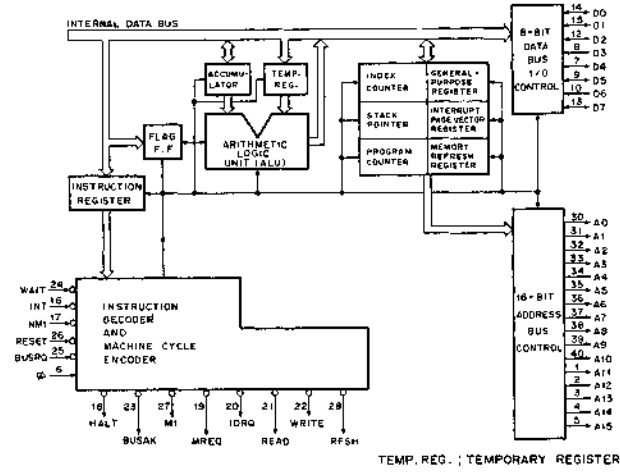 INTERNAL DATA BUS
ACCUMU-
LATOR
TEMP-
REG.
INDEX
COUNTER
GENERAL-
PURPOSE
REGISTER
STACK
POINTER
INTERRUPT
PAGE VECTOR
REGISTER
PROGRAM
COUNTER
MEMORY
REFRESH
REGISTER
8-BIT
DATA
BUS
I/O
CONTROL
14 D0
15 D1
12 D2
8 D3
7 D4
9 D5
10 D6
13 D7
FLAG
F.F
ARITHMETIC
LOGIC
UNIT (ALU)
INSTRUCTION
REGISTER
16-BIT
ADDRESS
BUS
CONTROL
30 A0
31 A1
32 A2
33 A3
34 A4
35 A5
36 A6
37 A7
38 A8
39 A9
40 A10
1 A11
2 A12
3 A13
4 A14
5 A15
WAIT 24
INT 16
NM1 17
RESET 26
BUSRQ 25
Ø 6
INSTRUCTION
DECODER
AND
MACHINE CYCLE
ENCODER
18 23 27 19 20 21 22 28
HALT
BUSAK
M1
MREQ
IORQ
READ
WRITE
RFSH
TEMP. REG. ; TEMPORARY REGISTER